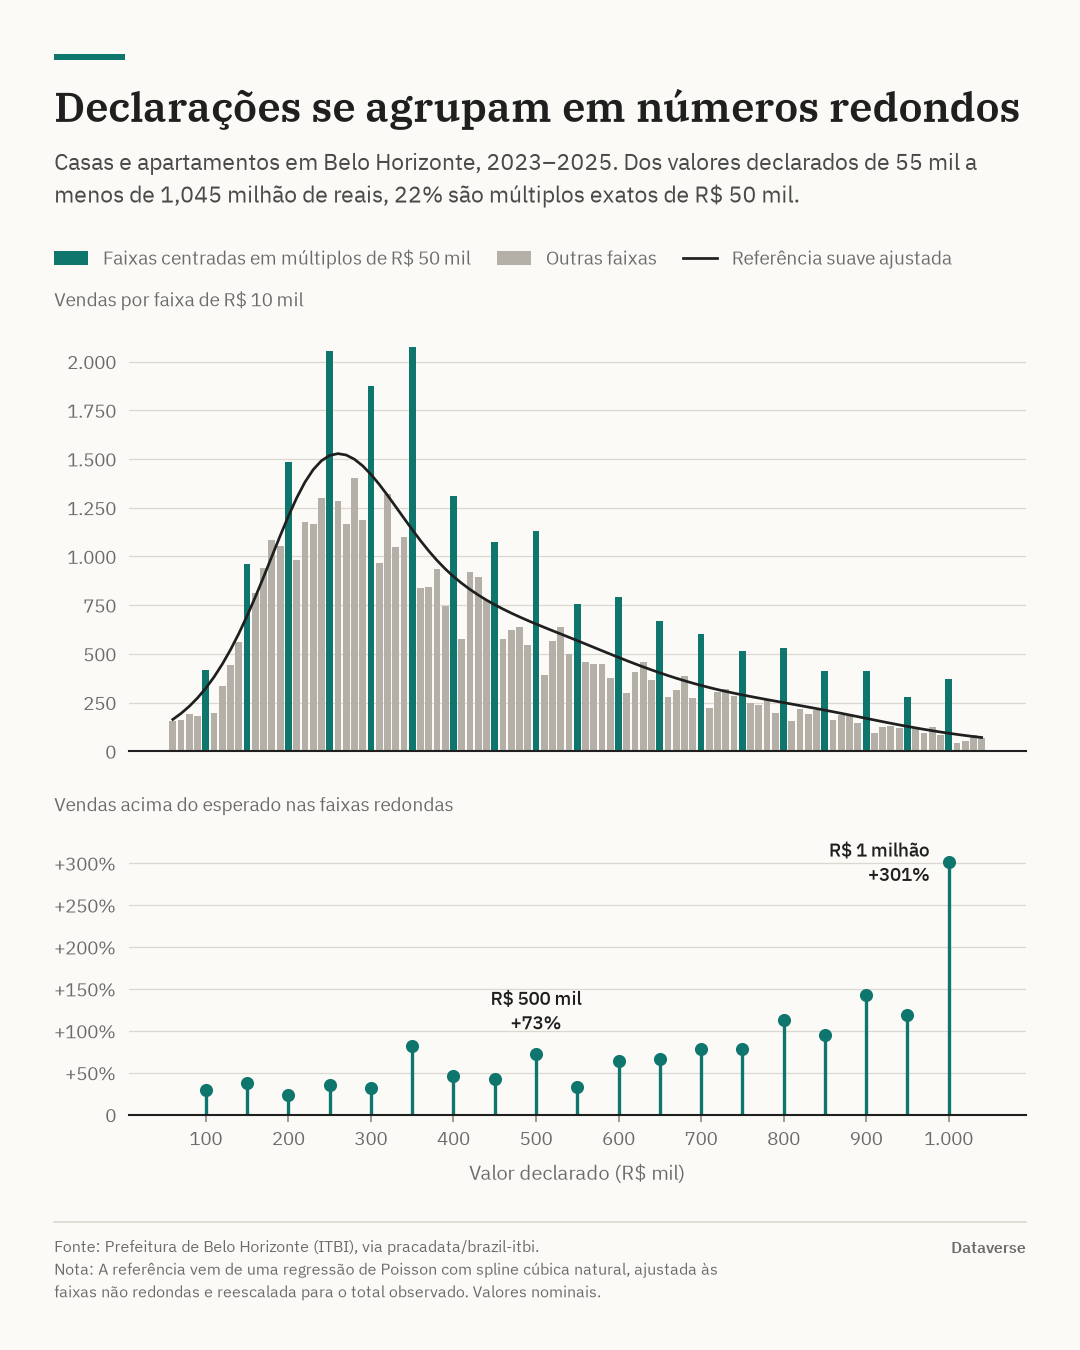 Declarações se agrupam em números redondos
Casas e apartamentos em Belo Horizonte, 2023–2025. Dos valores declarados de 55 mil a
menos de 1,045 milhão de reais, 22% são múltiplos exatos de R$ 50 mil.
Faixas centradas em múltiplos de R$ 50 mil
Outras faixas
Referência suave ajustada
Vendas por faixa de R$ 10 mil
2.000
1.750
1.500
1.250
1.000
750
500
250
0
Vendas acima do esperado nas faixas redondas
+300%
+250%
+200%
+150%
+100%
+50%
0
R$ 1 milhão
+301%
R$ 500 mil
+73%
100 200 300 400 500 600 700 800 900 1.000
Valor declarado (R$ mil)
Fonte: Prefeitura de Belo Horizonte (ITBI), via pracadata/brazil-itbi.
Dataverse
Nota: A referência vem de uma regressão de Poisson com spline cúbica natural, ajustada às
faixas não redondas e reescalada para o total observado. Valores nominais.